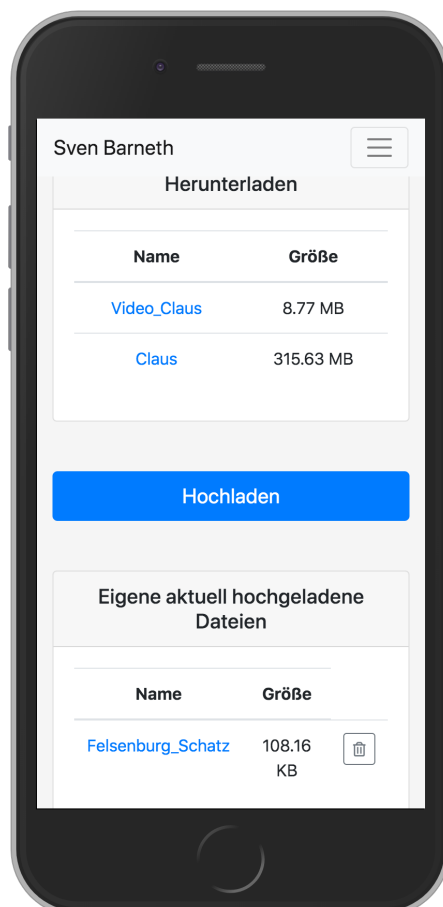 Sven Barneth
Herunterladen
Name Größe
Video_Claus 8.77 MB
Claus 315.63 MB
Hochladen
Eigene aktuell hochgeladene
Dateien
Name Größe
Felsenburg_Schatz 108.16
KB